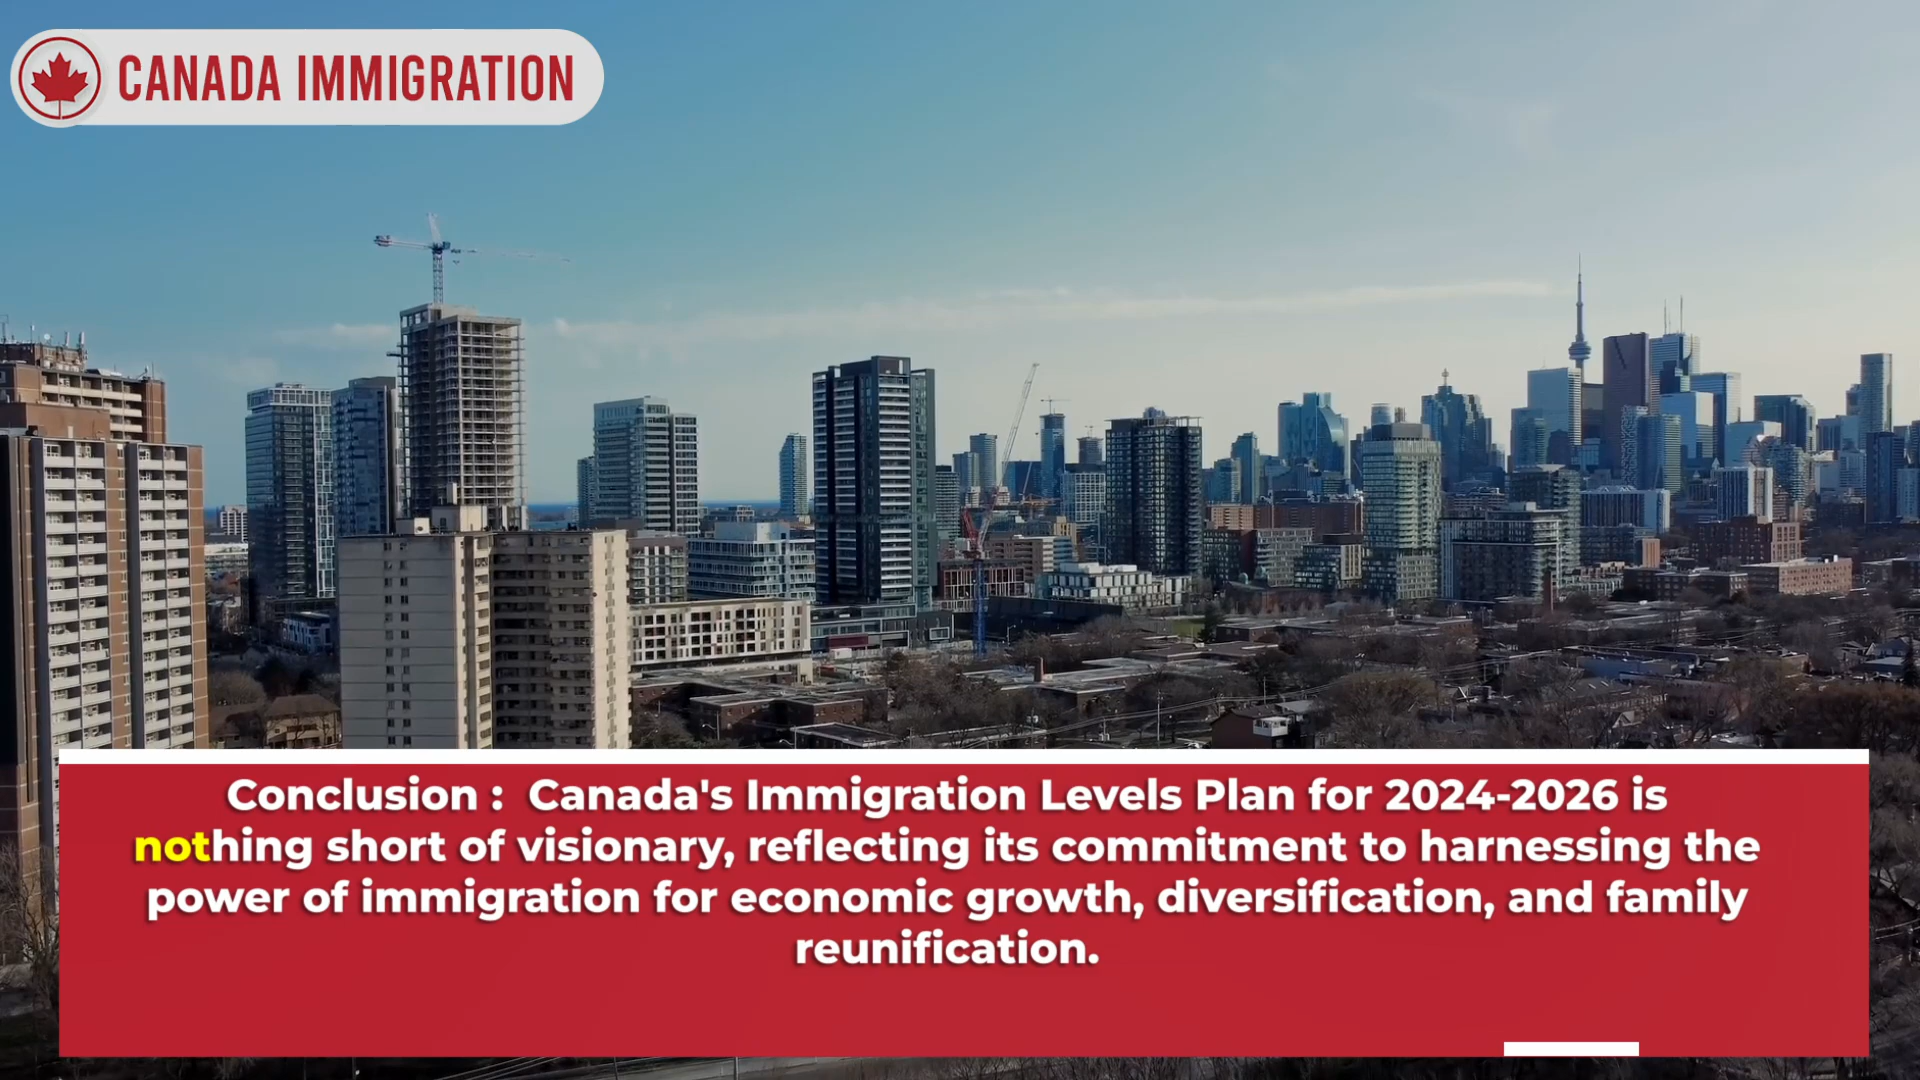 CANADA IMMIGRATION
Conclusion :  Canada's Immigration Levels Plan for 2024-2026 is
nothing short of visionary, reflecting its commitment to harnessing the
power of immigration for economic growth, diversification, and family
reunification.